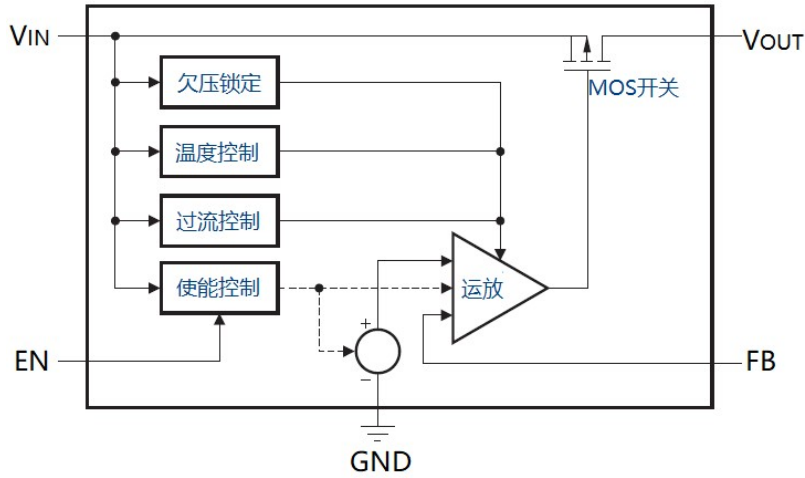 VIN
VOUT
欠压锁定
MOS开关
温度控制
过流控制
使能控制
运放
+
−
EN
FB
GND